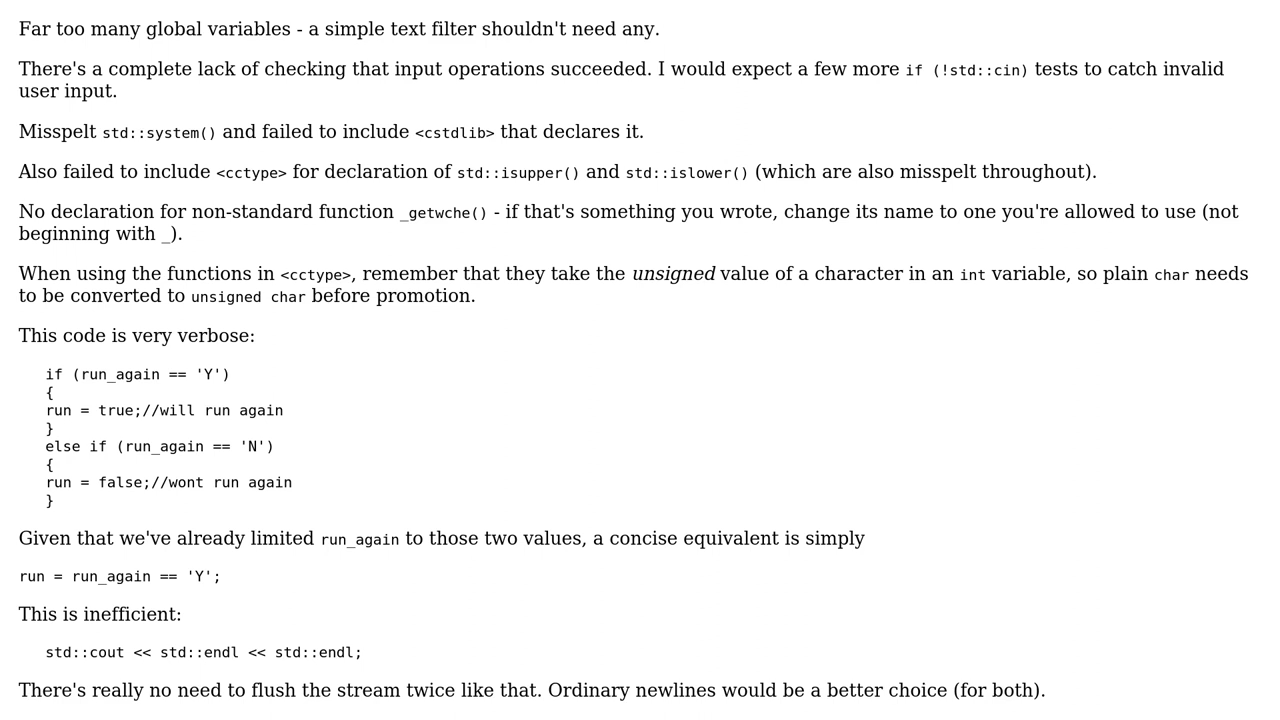 Far too many global variables - a simple text filter shouldn't need any.
There's a complete lack of checking that input operations succeeded. I would expect a few more if (!std::cin) tests to catch invalid
user input.
Misspelt std::system() and failed to include <cstdlib> that declares it.
Also failed to include <cctype> for declaration of std::isupper() and std::islower() (which are also misspelt throughout).
No declaration for non-standard function _getwche() - if that's something you wrote, change its name to one you're allowed to use (not
beginning with _).
When using the functions in <cctype>, remember that they take the unsigned value of a character in an int variable, so plain char needs
to be converted to unsigned char before promotion.
This code is very verbose:
if (run_again == 'Y')
{
run = true;//will run again
}
else if (run_again == 'N')
{
run = false;//wont run again
}
Given that we've already limited run_again to those two values, a concise equivalent is simply
run = run_again == 'Y';
This is inefficient:
std::cout << std::endl << std::endl;
There's really no need to flush the stream twice like that. Ordinary newlines would be a better choice (for both).